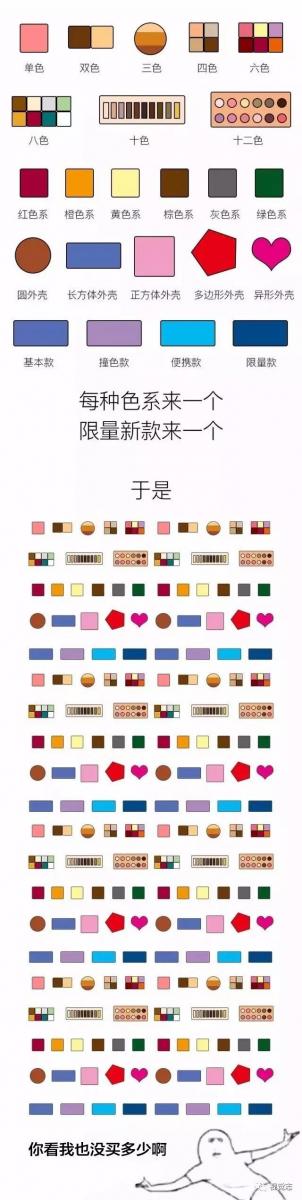 单色 双色 三色 四色 六色
八色 十色 十二色
红色系 橙色系 黄色系 棕色系 灰色系 绿色系
圆外壳 长方体外壳 正方体外壳 多边形外壳 异形外壳
基本款 撞色款 便携款 限量款
每种色系来一个
限量新款来一个
于是
你看我也没买多少啊